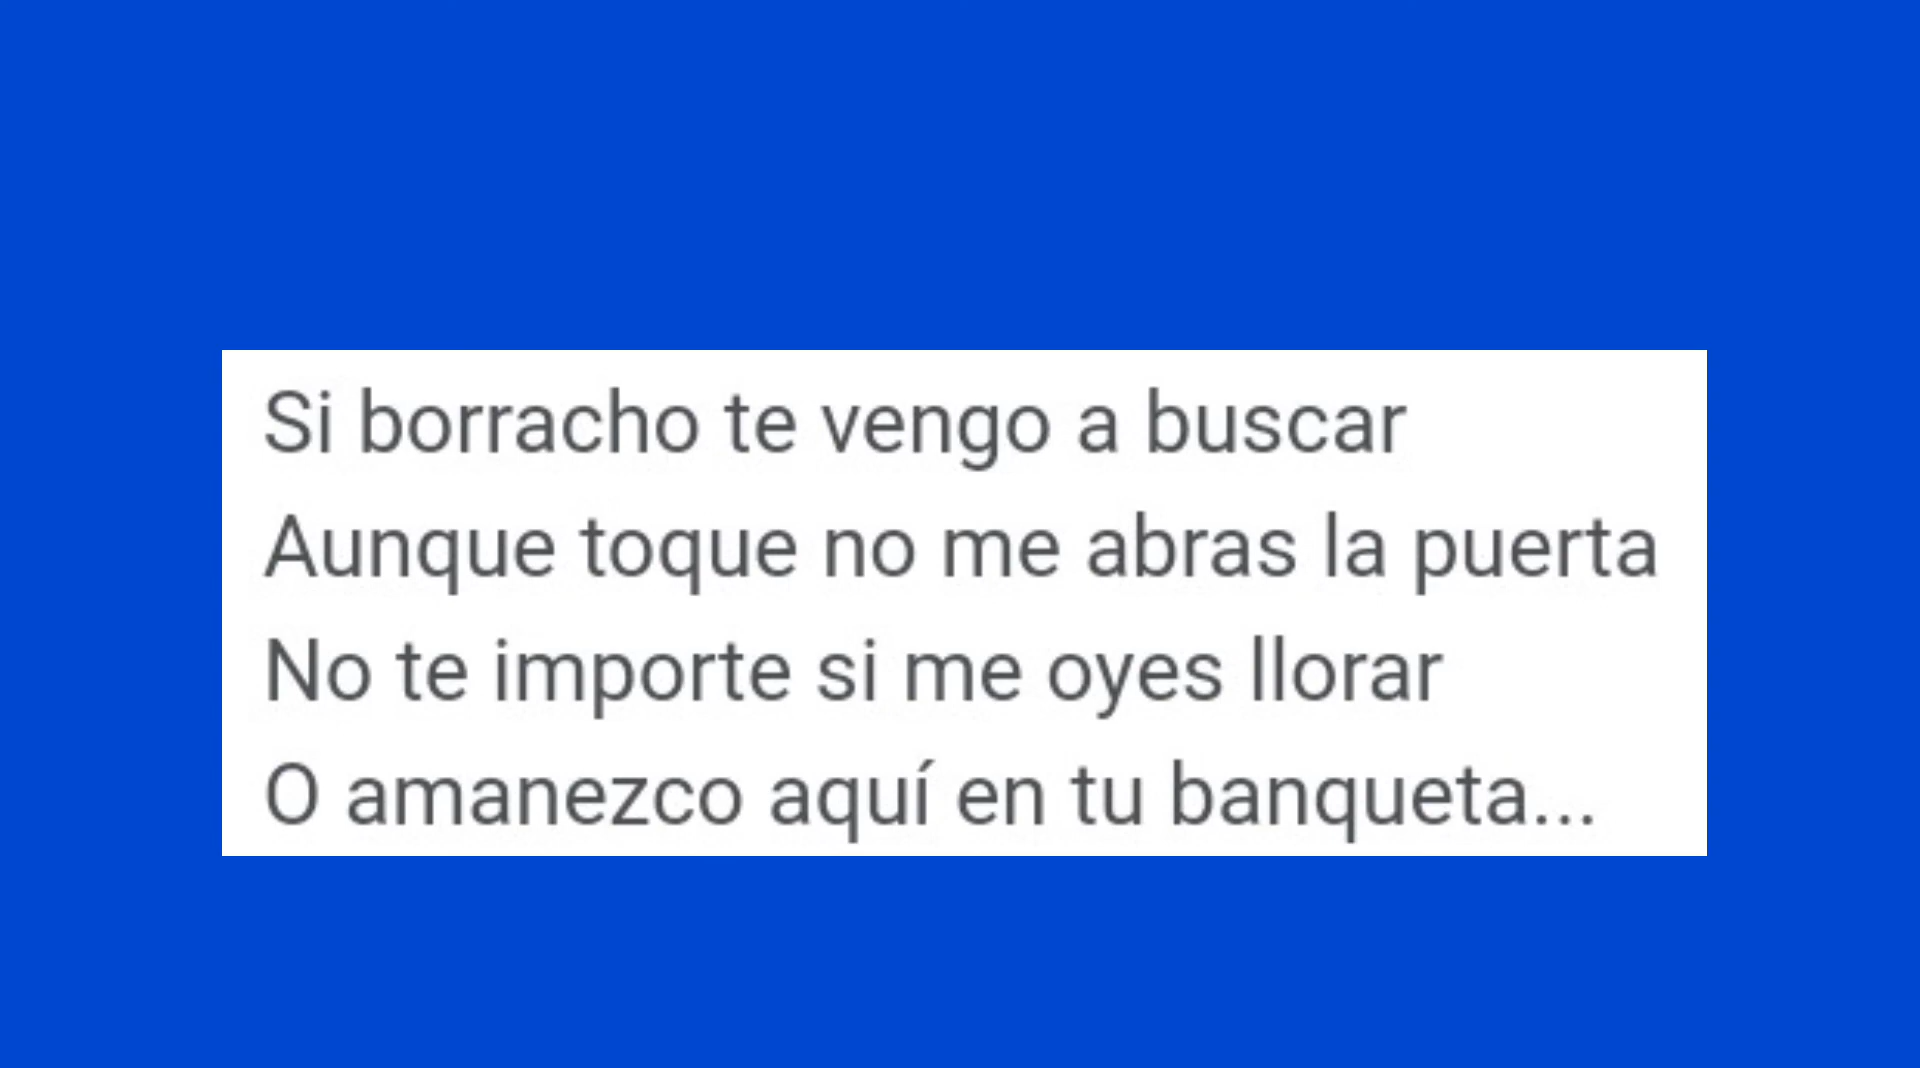 Si borracho te vengo a buscar
Aunque toque no me abras la puerta
No te importe si me oyes llorar
O amanezco aquí en tu banqueta...